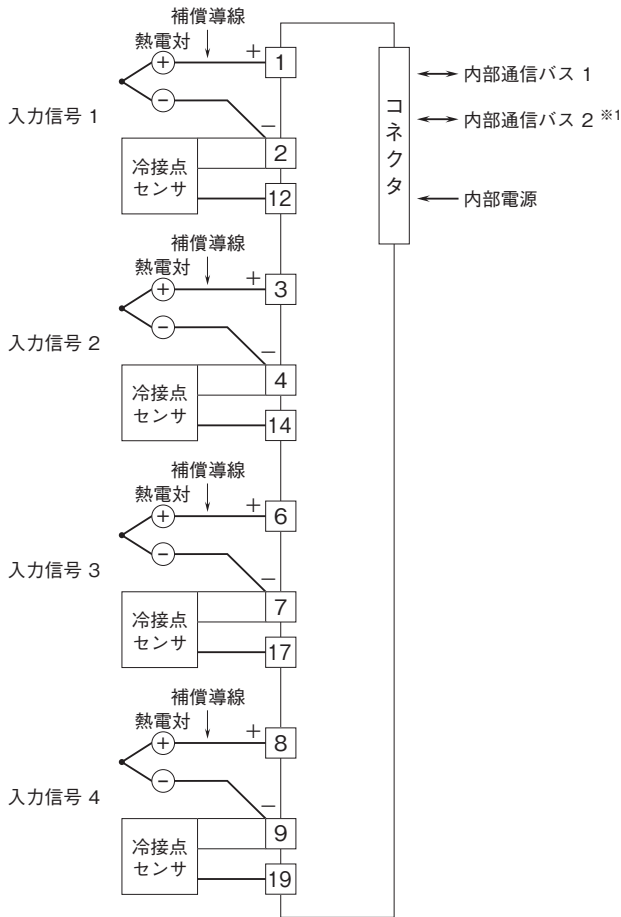 補償導線
熱電対
+
+
1
入力信号 1
−
−
2
冷接点
センサ
12
コネクタ
内部通信バス 1
内部通信バス 2 ※1
内部電源
補償導線
熱電対
+
+
3
入力信号 2
−
−
4
冷接点
センサ
14
補償導線
熱電対
+
+
6
入力信号 3
−
−
7
冷接点
センサ
17
補償導線
熱電対
+
+
8
入力信号 4
−
−
9
冷接点
センサ
19